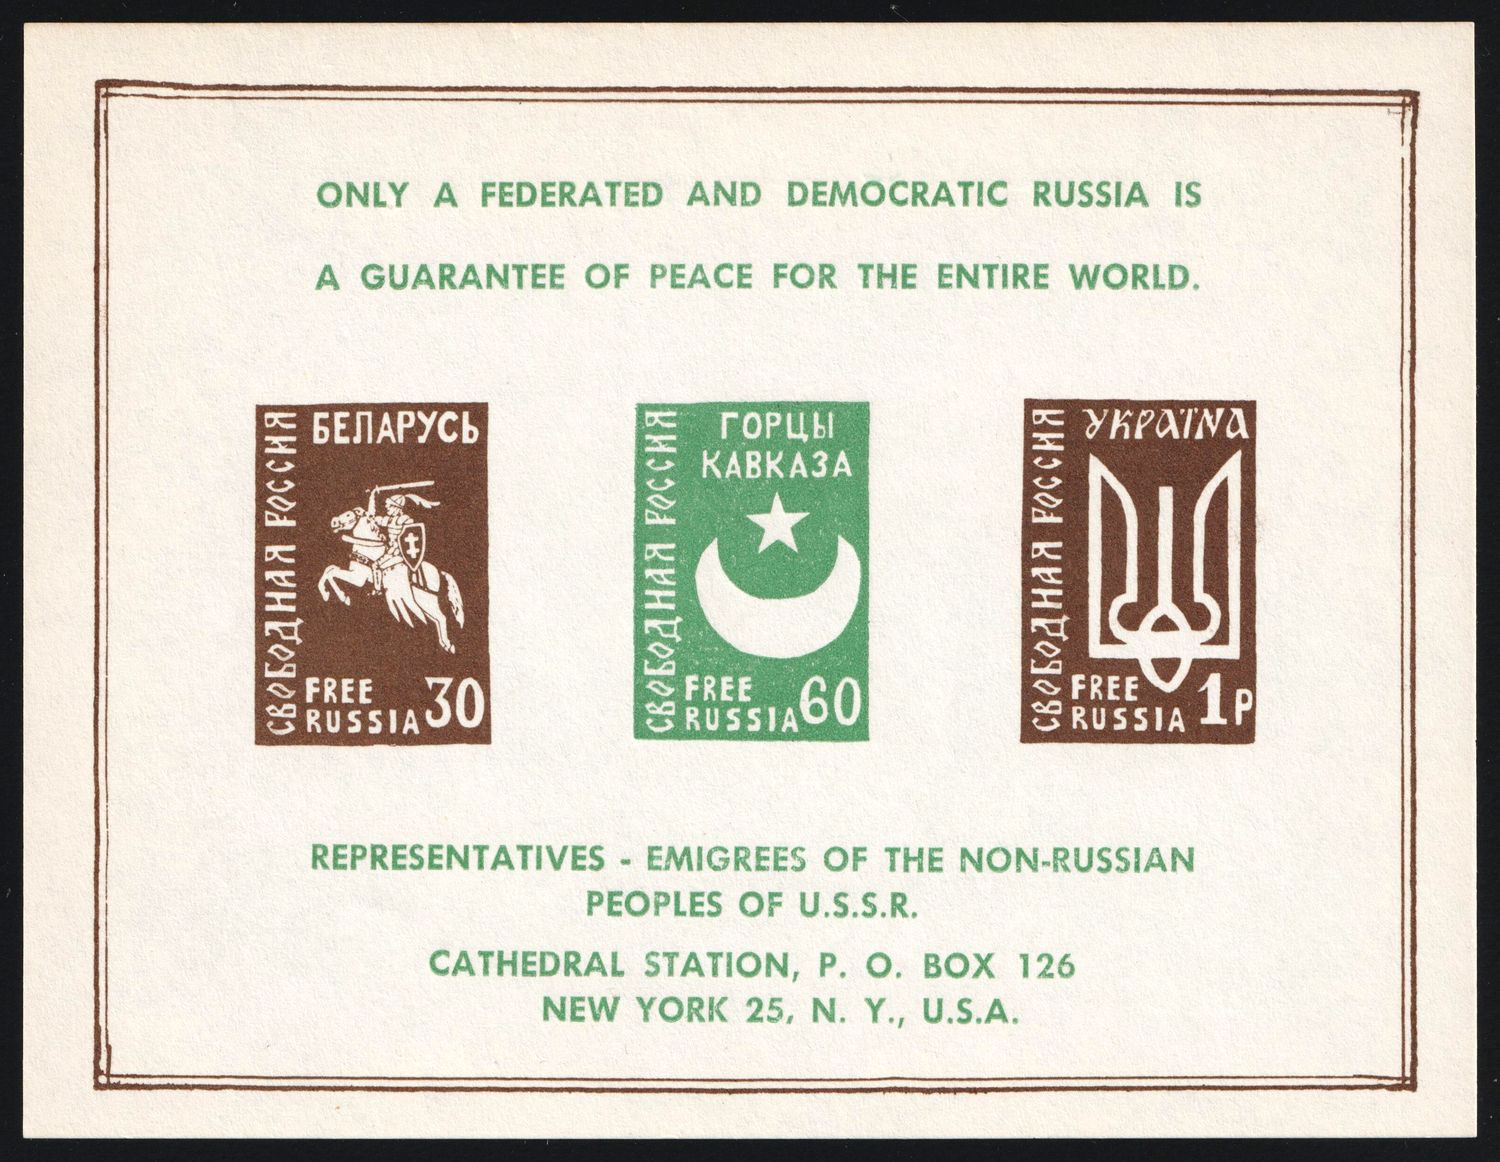 ONLY A FEDERATED AND DEMOCRATIC RUSSIA IS
A GUARANTEE OF PEACE FOR THE ENTIRE WORLD.
СВОБОДНАЯ РОССИЯ
БЕЛАРУСЬ
FREE
RUSSIA 30
СВОБОДНАЯ РОССИЯ
ГОРЦЫ
КАВКАЗА
FREE
RUSSIA 60
СВОБОДНАЯ РОССИЯ
УКРАЇNА
FREE
RUSSIA 1P
REPRESENTATIVES - EMIGREES OF THE NON-RUSSIAN
PEOPLES OF U.S.S.R.
CATHEDRAL STATION, P. O. BOX 126
NEW YORK 25, N. Y., U.S.A.